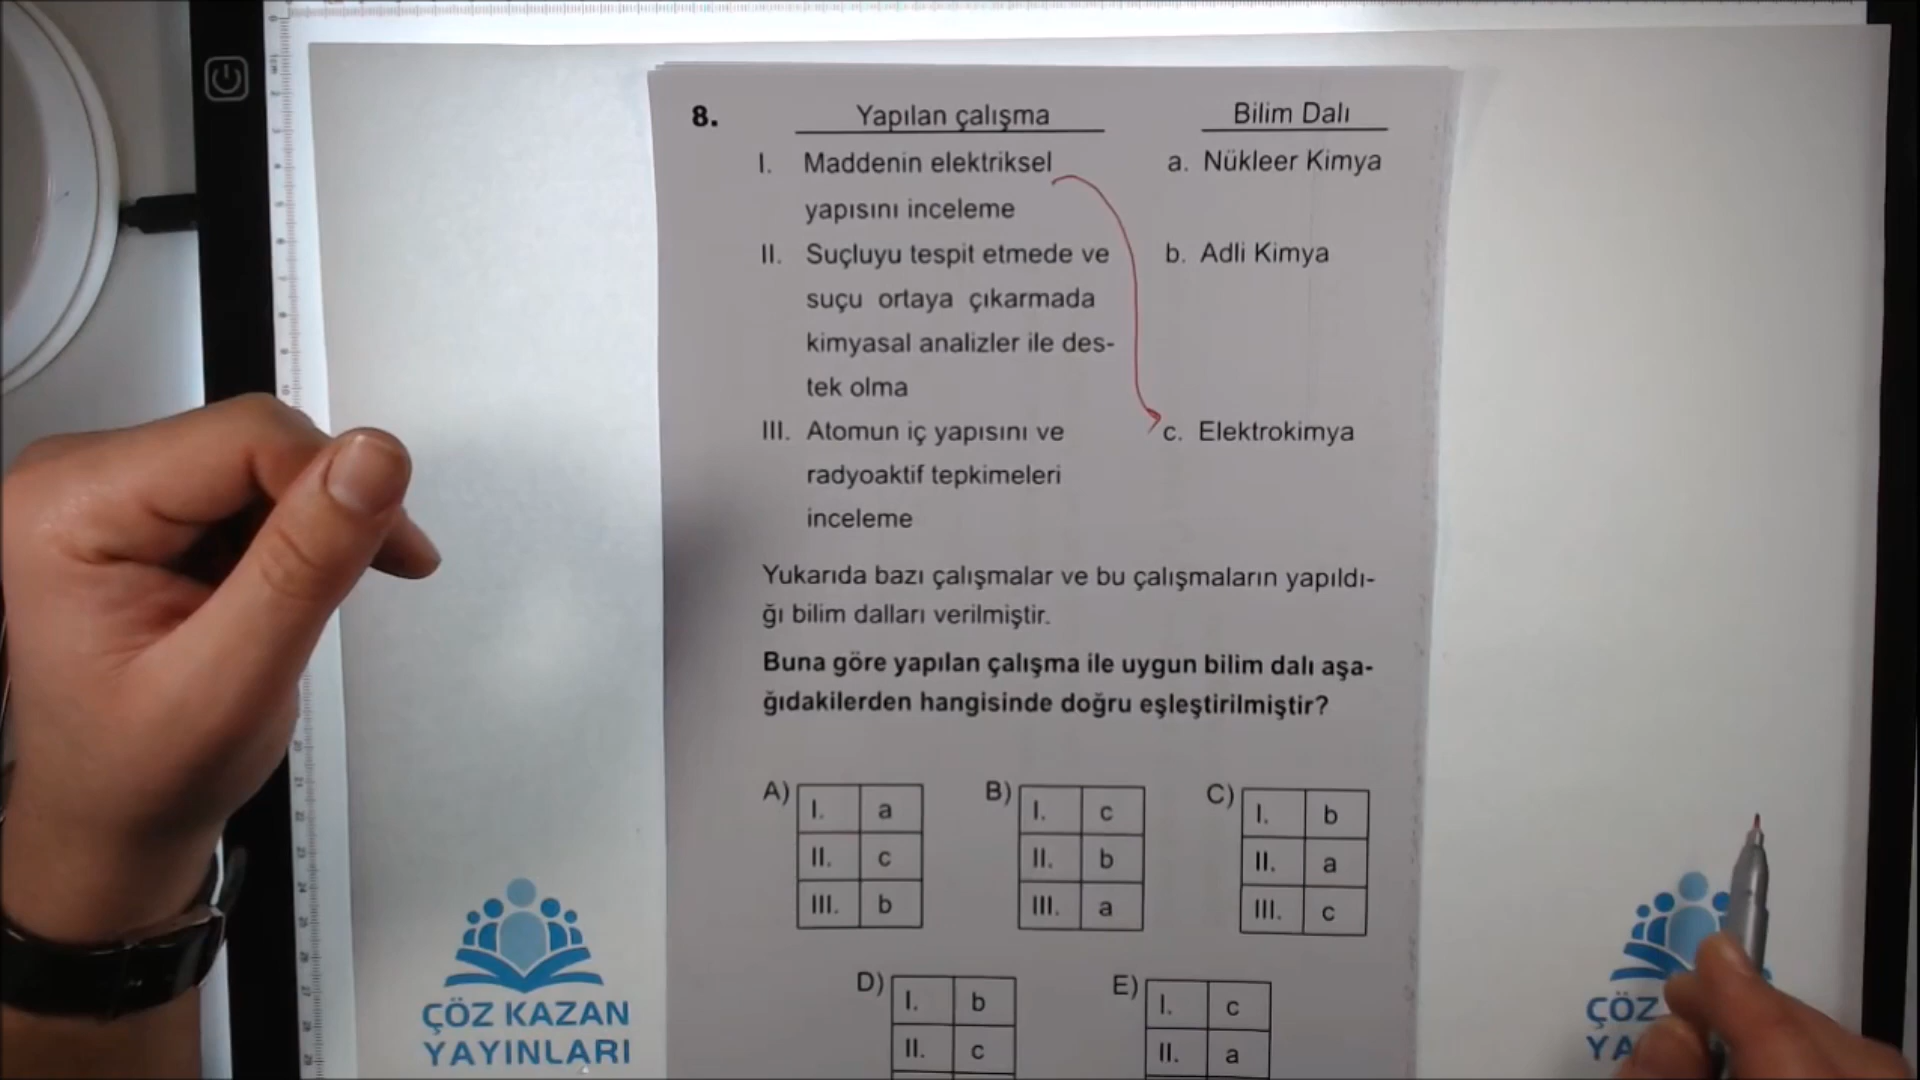 8. Yapılan çalışma Bilim Dalı
I. Maddenin elektriksel a. Nükleer Kimya
yapısını inceleme
II. Suçluyu tespit etmede ve b. Adli Kimya
suçu ortaya çıkarmada
kimyasal analizler ile des-
tek olma
III. Atomun iç yapısını ve c. Elektrokimya
radyoaktif tepkimeleri
inceleme
Yukarıda bazı çalışmalar ve bu çalışmaların yapıldı-
ğı bilim dalları verilmiştir.
Buna göre yapılan çalışma ile uygun bilim dalı aşa-
ğıdakilerden hangisinde doğru eşleştirilmiştir?
A) I. a B) I. c C) I. b
II. c II. b II. a
III. b III. a III. c
D) I. b E) I. c
II. c II. a
ÇÖZ KAZAN
YAYINLARI
ÇÖZ
YA